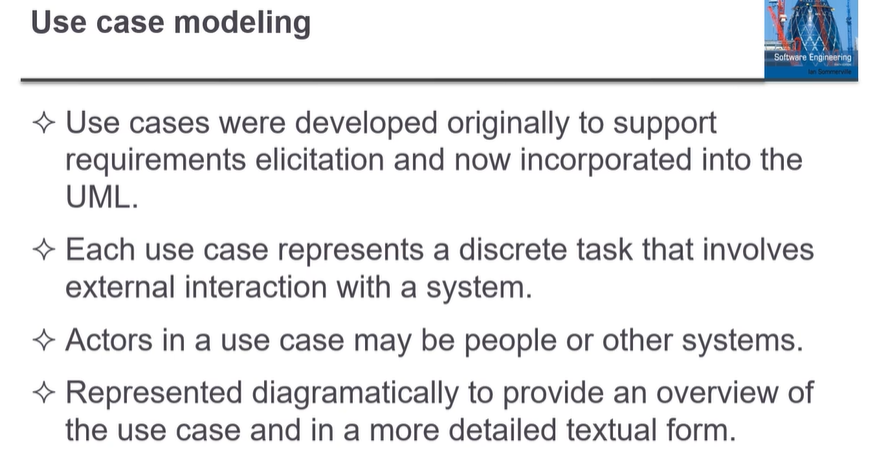 Use case modeling
Software Engineering
Ian Sommerville
Use cases were developed originally to support
requirements elicitation and now incorporated into the
UML.
Each use case represents a discrete task that involves
external interaction with a system.
Actors in a use case may be people or other systems.
Represented diagramatically to provide an overview of
the use case and in a more detailed textual form.